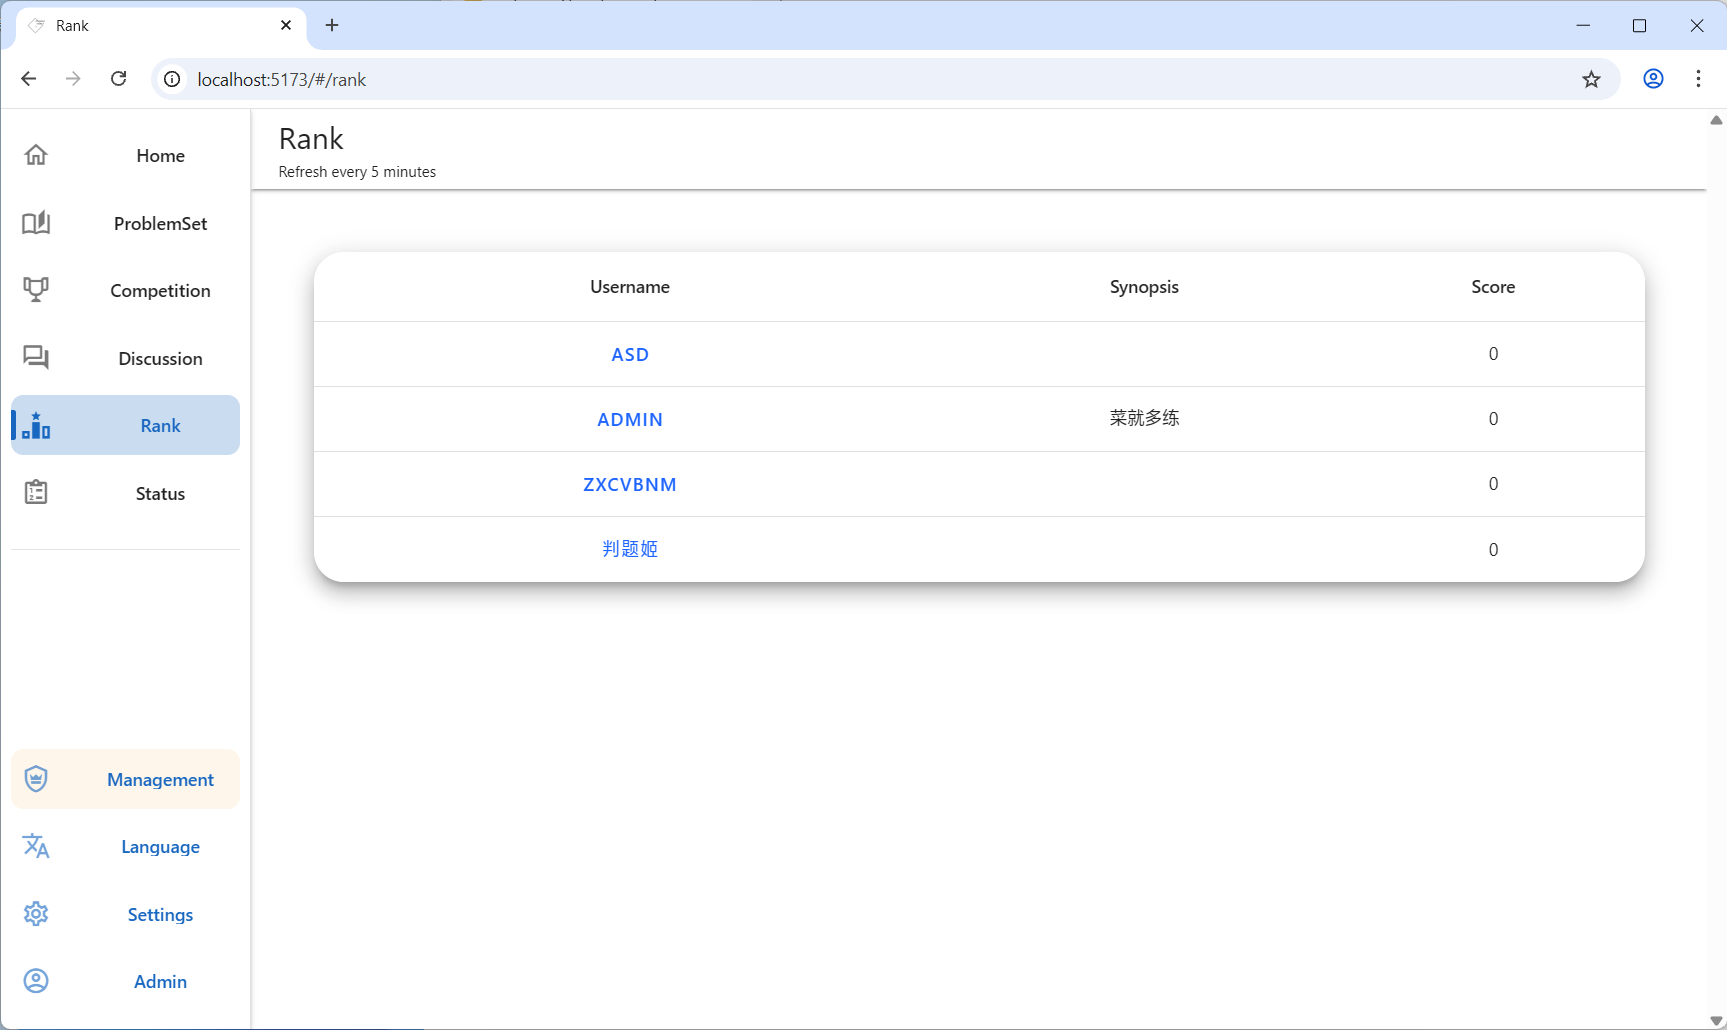 Rank
localhost:5173/#/rank
Home
ProblemSet
Competition
Discussion
Rank
Status
Management
Language
Settings
Admin
Rank
Refresh every 5 minutes
Username Synopsis Score
ASD 0
ADMIN 菜就多练 0
ZXCVBNM 0
判题姬 0